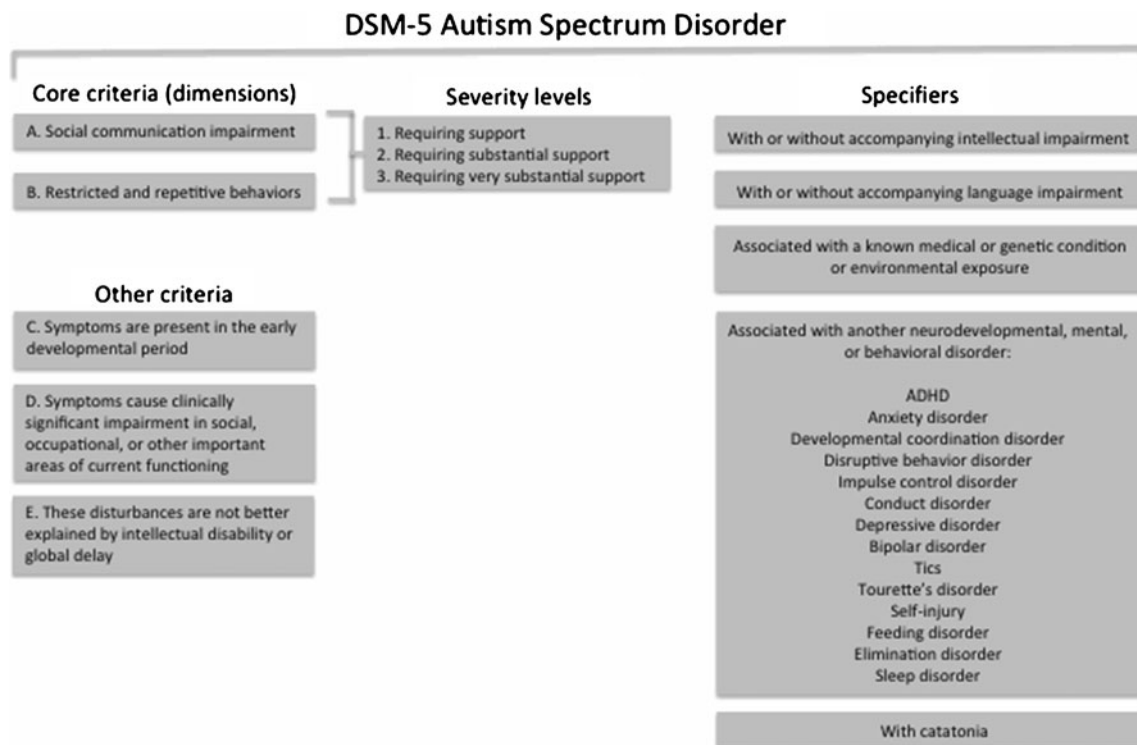 DSM-5 Autism Spectrum Disorder
Core criteria (dimensions)
A. Social communication impairment
B. Restricted and repetitive behaviors
Severity levels
1. Requiring support
2. Requiring substantial support
3. Requiring very substantial support
Other criteria
C. Symptoms are present in the early
developmental period
D. Symptoms cause clinically
significant impairment in social,
occupational, or other important
areas of current functioning
E. These disturbances are not better
explained by intellectual disability or
global delay
Specifiers
With or without accompanying intellectual impairment
With or without accompanying language impairment
Associated with a known medical or genetic condition
or environmental exposure
Associated with another neurodevelopmental, mental,
or behavioral disorder:
ADHD
Anxiety disorder
Developmental coordination disorder
Disruptive behavior disorder
Impulse control disorder
Conduct disorder
Depressive disorder
Bipolar disorder
Tics
Tourette's disorder
Self-injury
Feeding disorder
Elimination disorder
Sleep disorder
With catatonia